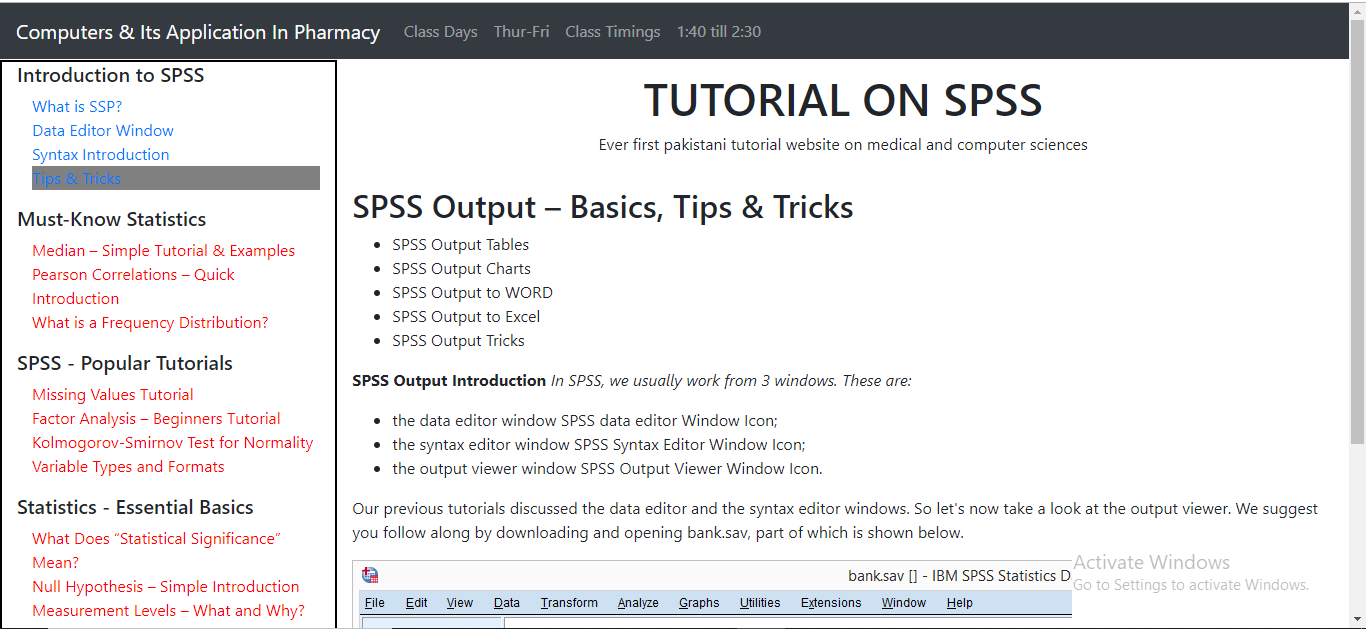 Computers & Its Application In Pharmacy Class Days Thur-Fri Class Timings 1:40 till 2:30
Introduction to SPSS
What is SSP?
Data Editor Window
Syntax Introduction
Tips & Tricks
Must-Know Statistics
Median – Simple Tutorial & Examples
Pearson Correlations – Quick
Introduction
What is a Frequency Distribution?
SPSS - Popular Tutorials
Missing Values Tutorial
Factor Analysis – Beginners Tutorial
Kolmogorov-Smirnov Test for Normality
Variable Types and Formats
Statistics - Essential Basics
What Does “Statistical Significance”
Mean?
Null Hypothesis – Simple Introduction
Measurement Levels – What and Why?
TUTORIAL ON SPSS
Ever first pakistani tutorial website on medical and computer sciences
SPSS Output – Basics, Tips & Tricks
SPSS Output Tables
SPSS Output Charts
SPSS Output to WORD
SPSS Output to Excel
SPSS Output Tricks
SPSS Output Introduction In SPSS, we usually work from 3 windows. These are:
the data editor window SPSS data editor Window Icon;
the syntax editor window SPSS Syntax Editor Window Icon;
the output viewer window SPSS Output Viewer Window Icon.
Our previous tutorials discussed the data editor and the syntax editor windows. So let's now take a look at the output viewer. We suggest
you follow along by downloading and opening bank.sav, part of which is shown below.
bank.sav [] - IBM SPSS Statistics D
File Edit View Data Transform Analyze Graphs Utilities Extensions Window Help
Activate Windows
Go to Settings to activate Windows.